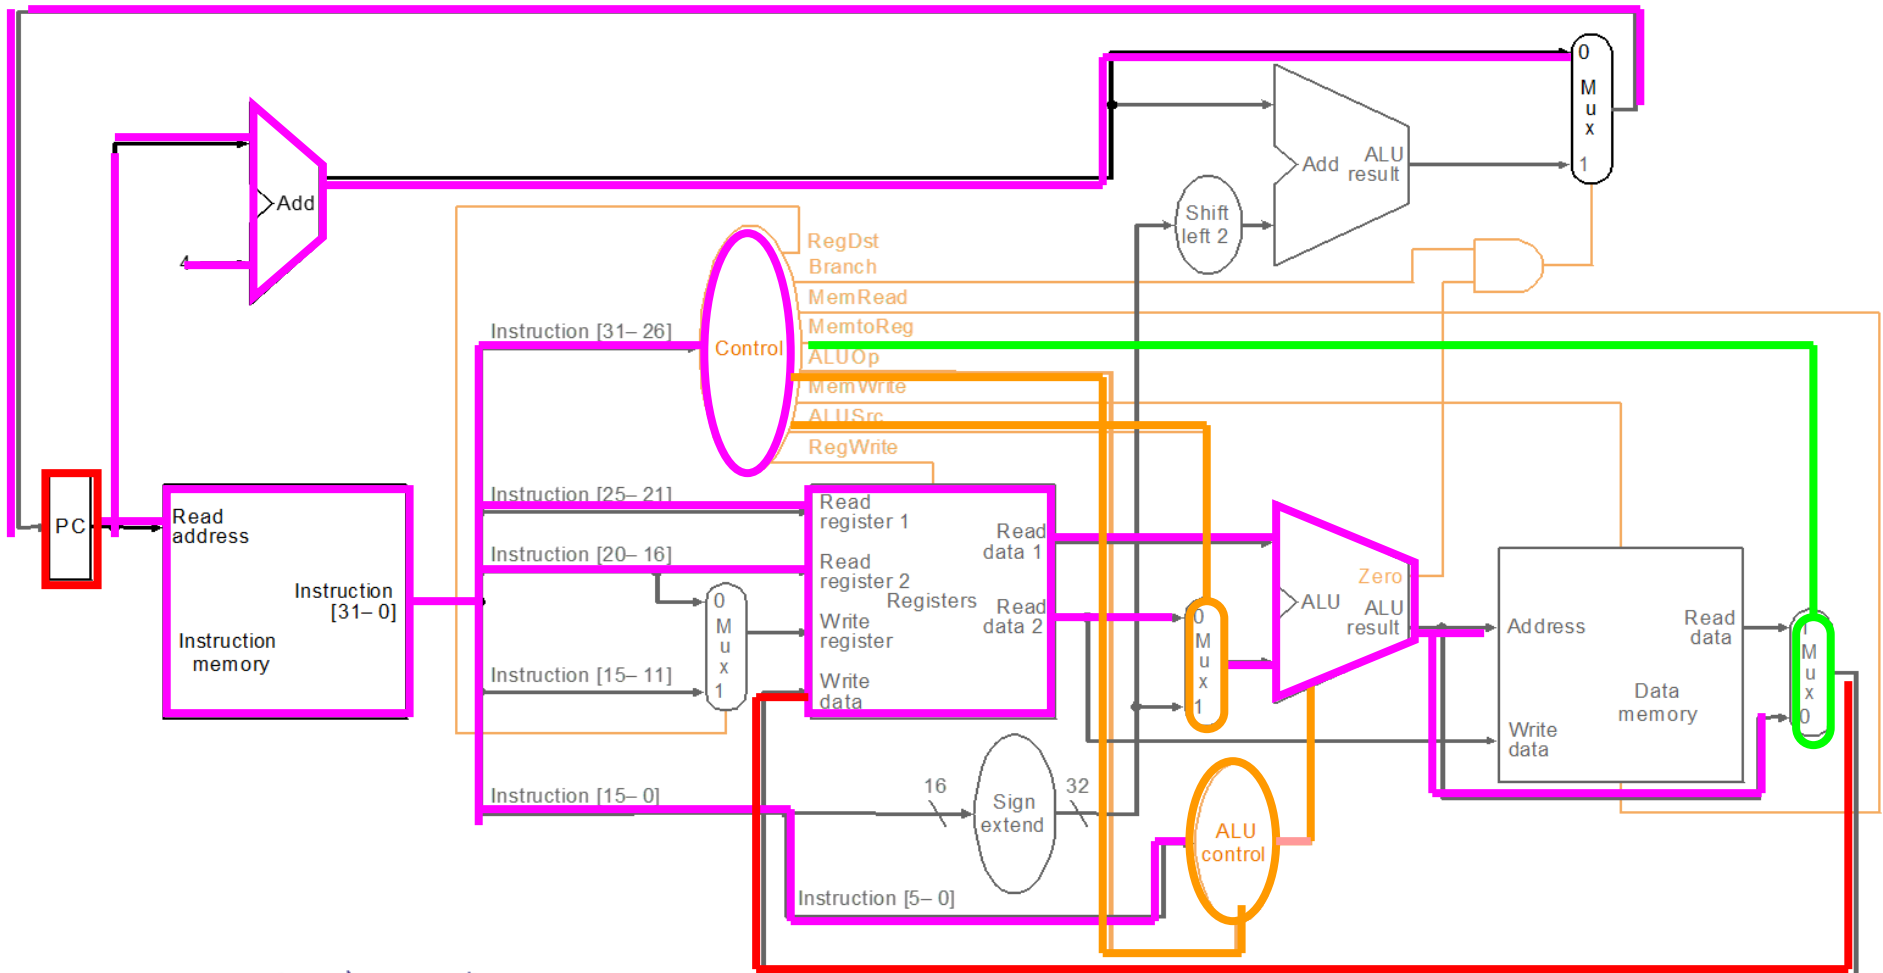 0
M
u
x
1
Add
ALU
result
Shift
left 2
Add
4
RegDst
Branch
MemRead
MemtoReg
ALUOp
MemWrite
ALUSrc
RegWrite
Control
Instruction [31– 26]
Instruction [25– 21]
Instruction [20– 16]
Instruction [15– 11]
Instruction [15– 0]
Instruction [5– 0]
PC
Read
address
Instruction
[31– 0]
Instruction
memory
0
M
u
x
1
Read
register 1
Read
register 2
Write
register
Write
data
Registers
Read
data 1
Read
data 2
0
M
u
x
1
Zero
ALU
ALU
result
Address
Write
data
Read
data
Data
memory
1
M
u
x
0
16
Sign
extend
32
ALU
control